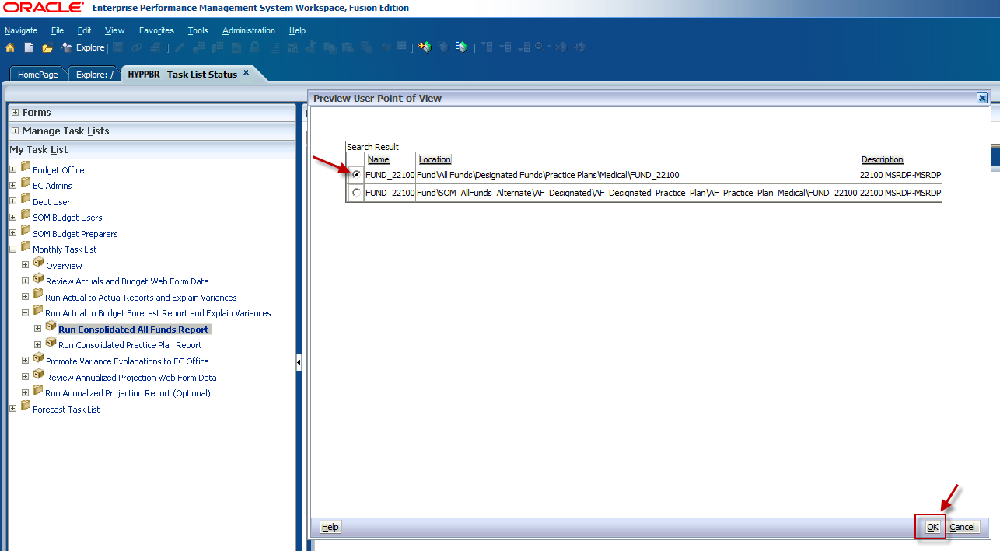 ORACLE® Enterprise Performance Management System Workspace, Fusion Edition
Navigate File Edit View Favorites Tools Administration Help
Explore
HomePage Explore: / HYPPBR - Task List Status
Forms
Manage Task Lists
My Task List
Budget Office
EC Admins
Dept User
SOM Budget Users
SOM Budget Preparers
Monthly Task List
Overview
Review Actuals and Budget Web Form Data
Run Actual to Actual Reports and Explain Variances
Run Actual to Budget Forecast Report and Explain Variances
Run Consolidated All Funds Report
Run Consolidated Practice Plan Report
Promote Variance Explanations to EC Office
Review Annualized Projection Web Form Data
Run Annualized Projection Report (Optional)
Forecast Task List
Preview User Point of View
Search Result
Name Location Description
FUND_22100 Fund\All Funds\Designated Funds\Practice Plans\Medical\FUND_22100 22100 MSRDP-MSRDP
FUND_22100 Fund\SOM_AllFunds_Alternate\AF_Designated\AF_Designated_Practice_Plan\AF_Practice_Plan_Medical\FUND_22100 22100 MSRDP-MSRDP
Help OK Cancel